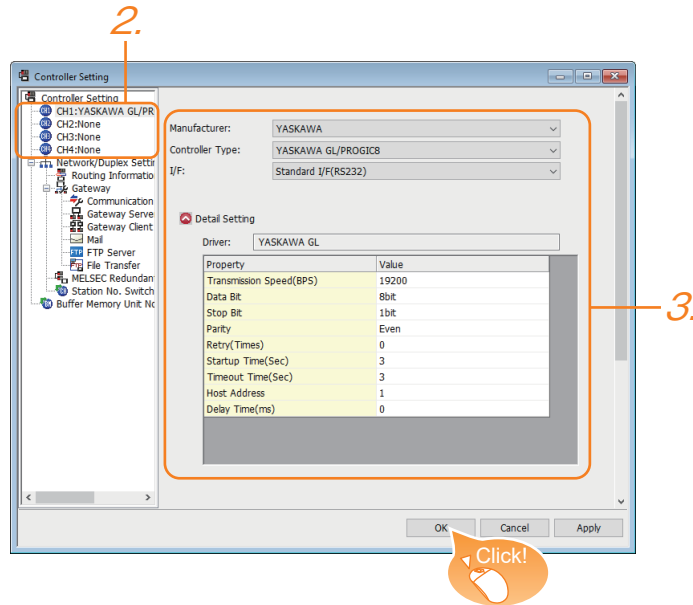 2.
Controller Setting
Controller Setting
CH1:YASKAWA GL/PR
CH2:None
CH3:None
CH4:None
Network/Duplex Settin
Routing Informatio
Gateway
Communication
Gateway Serve
Gateway Client
Mail
FTP Server
File Transfer
MELSEC Redundan
Station No. Switch
Buffer Memory Unit No
Manufacturer: YASKAWA
Controller Type: YASKAWA GL/PROGIC8
I/F: Standard I/F(RS232)
Detail Setting
Driver: YASKAWA GL
Property Value
Transmission Speed(BPS) 19200
Data Bit 8bit
Stop Bit 1bit
Parity Even
Retry(Times) 0
Startup Time(Sec) 3
Timeout Time(Sec) 3
Host Address 1
Delay Time(ms) 0
3.
OK Cancel Apply
Click!